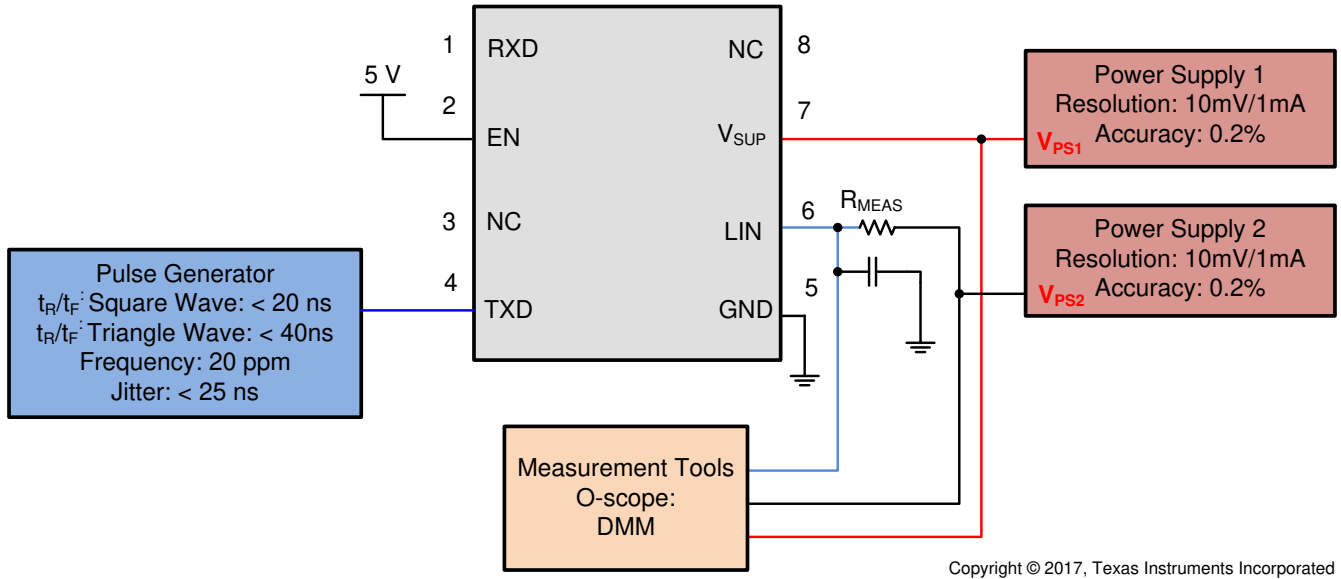 1
RXD
NC
8
5 V
2
EN
7
VSUP
3
NC
6
LIN
RMEAS
4
TXD
5
GND
Power Supply 1
Resolution: 10mV/1mA
Accuracy: 0.2%
VPS1
Power Supply 2
Resolution: 10mV/1mA
Accuracy: 0.2%
VPS2
Pulse Generator
tR/tF: Square Wave: < 20 ns
tR/tF: Triangle Wave: < 40ns
Frequency: 20 ppm
Jitter: < 25 ns
Measurement Tools
O-scope:
DMM
Copyright © 2017, Texas Instruments Incorporated